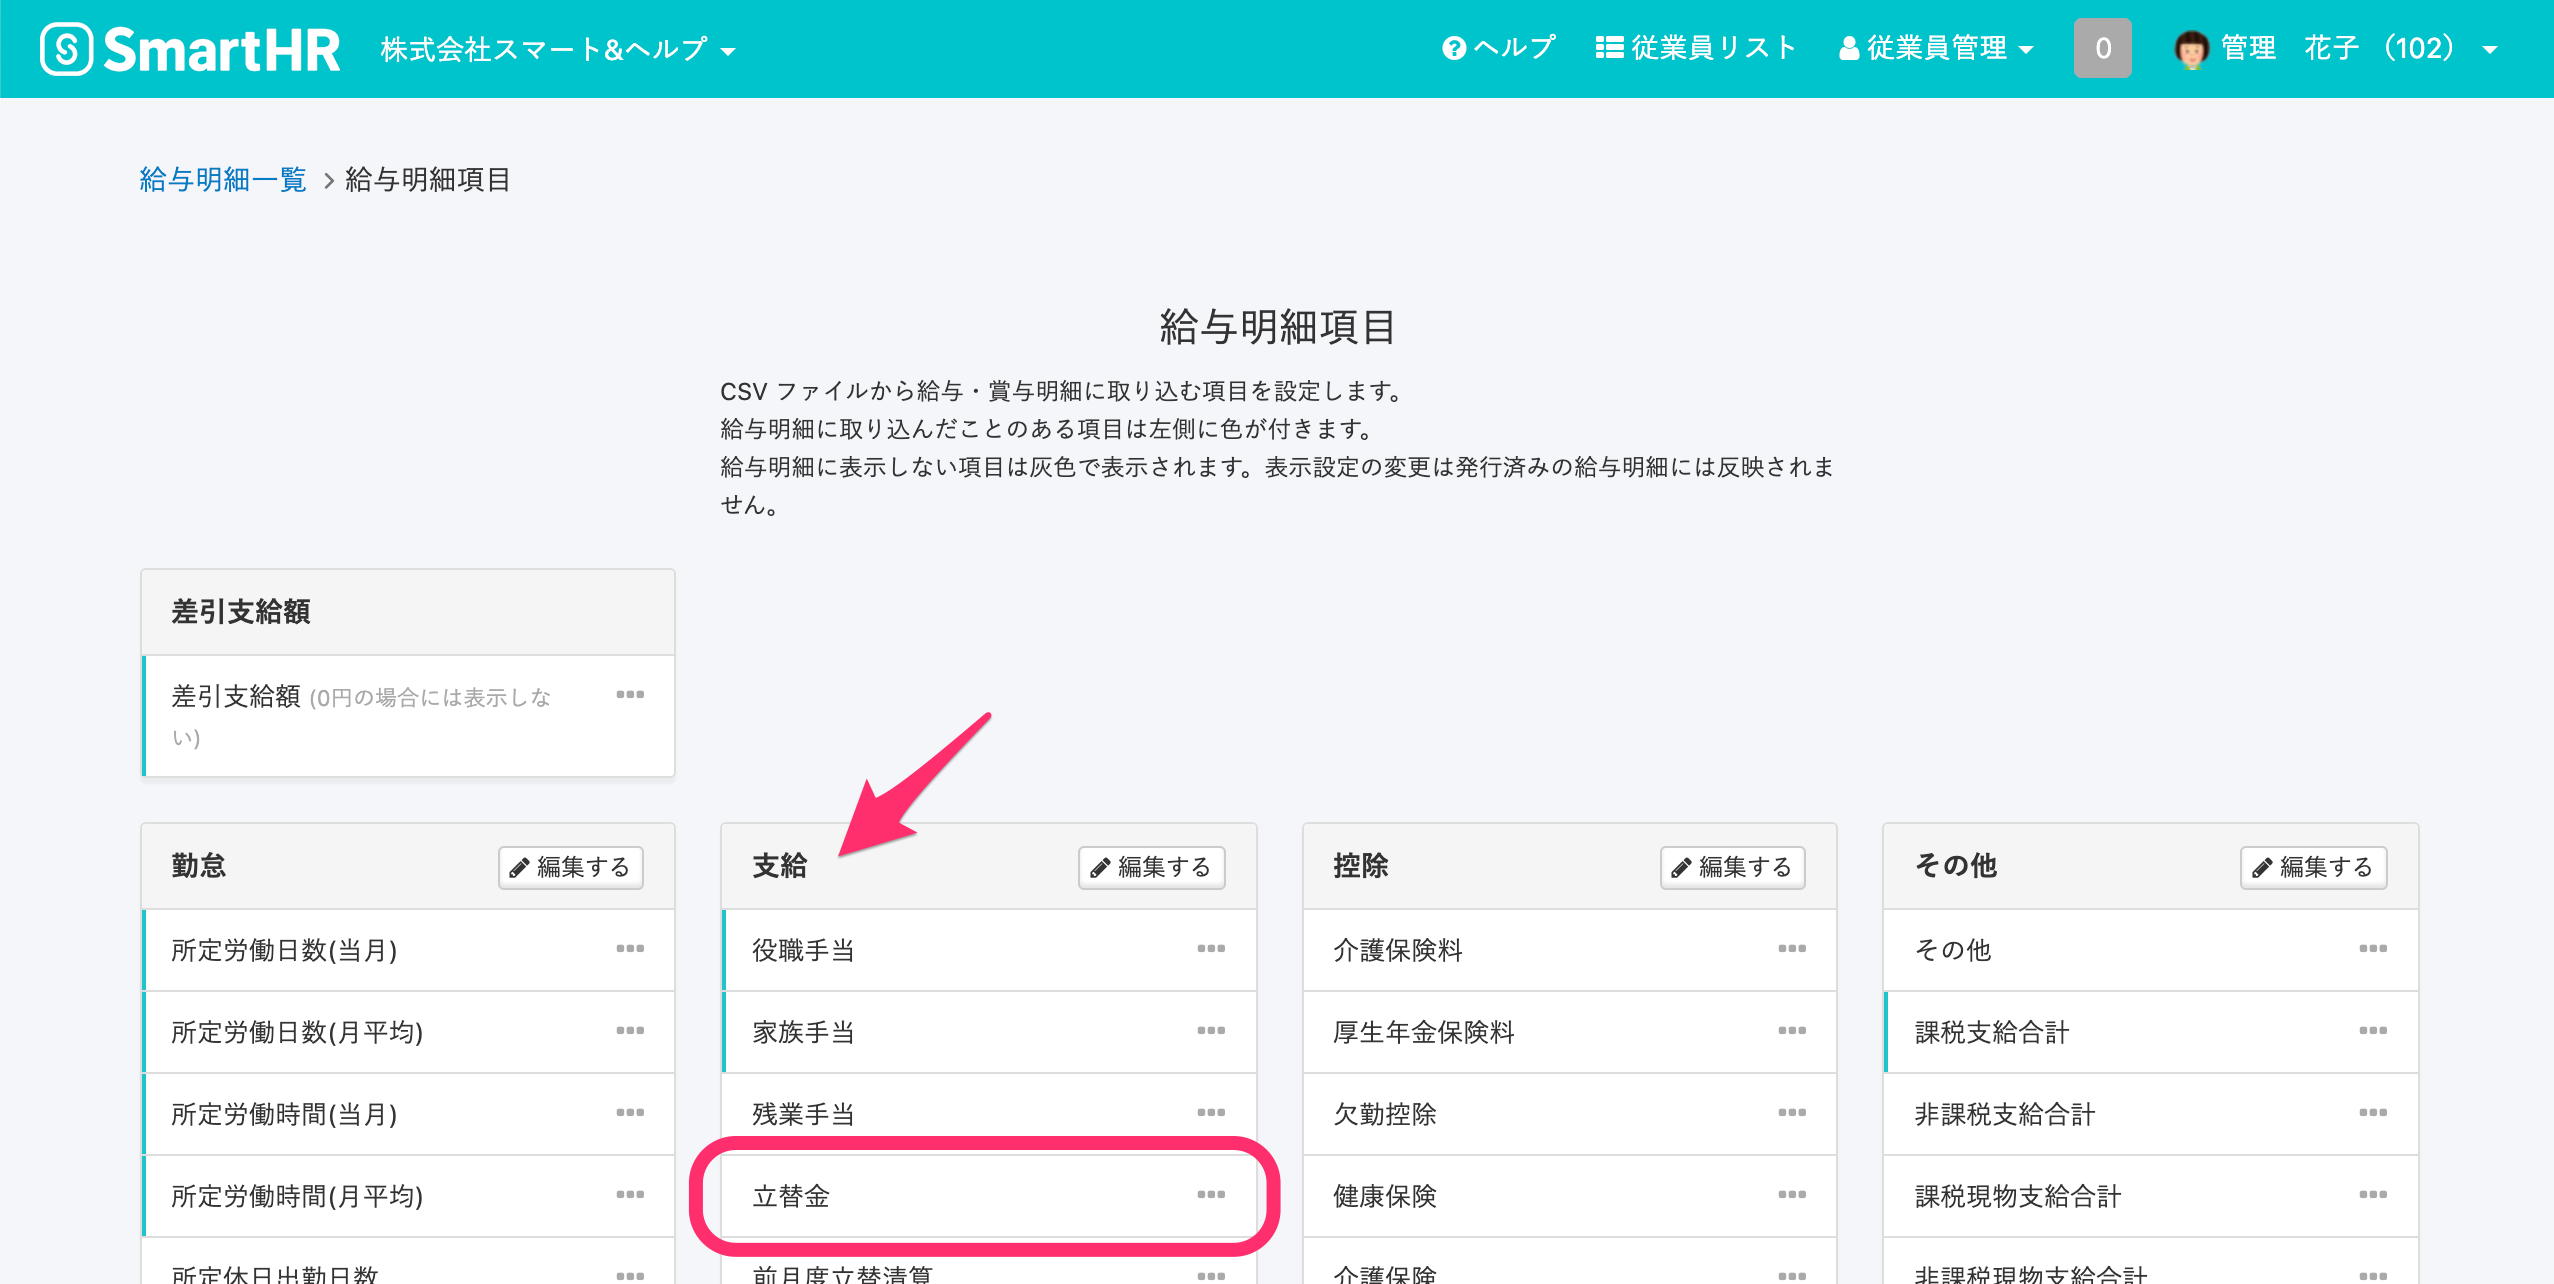 SmartHR 株式会社スマート&ヘルプ ヘルプ 従業員リスト 従業員管理 0 管理 花子 (102)
給与明細一覧 > 給与明細項目
給与明細項目
CSV ファイルから給与・賞与明細に取り込む項目を設定します。
給与明細に取り込んだことのある項目は左側に色が付きます。
給与明細に表示しない項目は灰色で表示されます。表示設定の変更は発行済みの給与明細には反映されま
せん。
差引支給額
差引支給額 (0円の場合には表示しな
い)
勤怠 編集する
所定労働日数(当月)
所定労働日数(月平均)
所定労働時間(当月)
所定労働時間(月平均)
所定休日出勤日数
支給 編集する
役職手当
家族手当
残業手当
立替金
前月度立替清算
控除 編集する
介護保険料
厚生年金保険料
欠勤控除
健康保険
介護保険
その他 編集する
その他
課税支給合計
非課税支給合計
課税現物支給合計
非課税現物支給合計